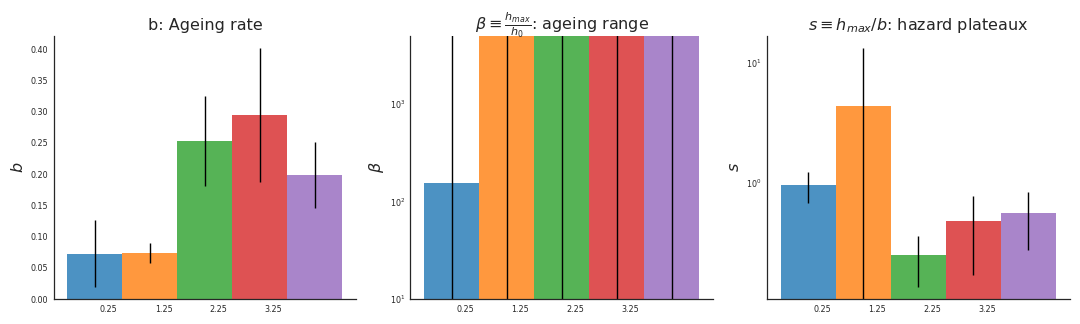 b: Ageing rate
0.40
0.35
0.30
0.25
0.20
0.15
0.10
0.05
0.00
b
0.25 1.25 2.25 3.25
β ≡ h_max/h_0: ageing range
10^3
10^2
10^1
β
0.25 1.25 2.25 3.25
s ≡ h_max/b: hazard plateaux
10^1
10^0
s
0.25 1.25 2.25 3.25